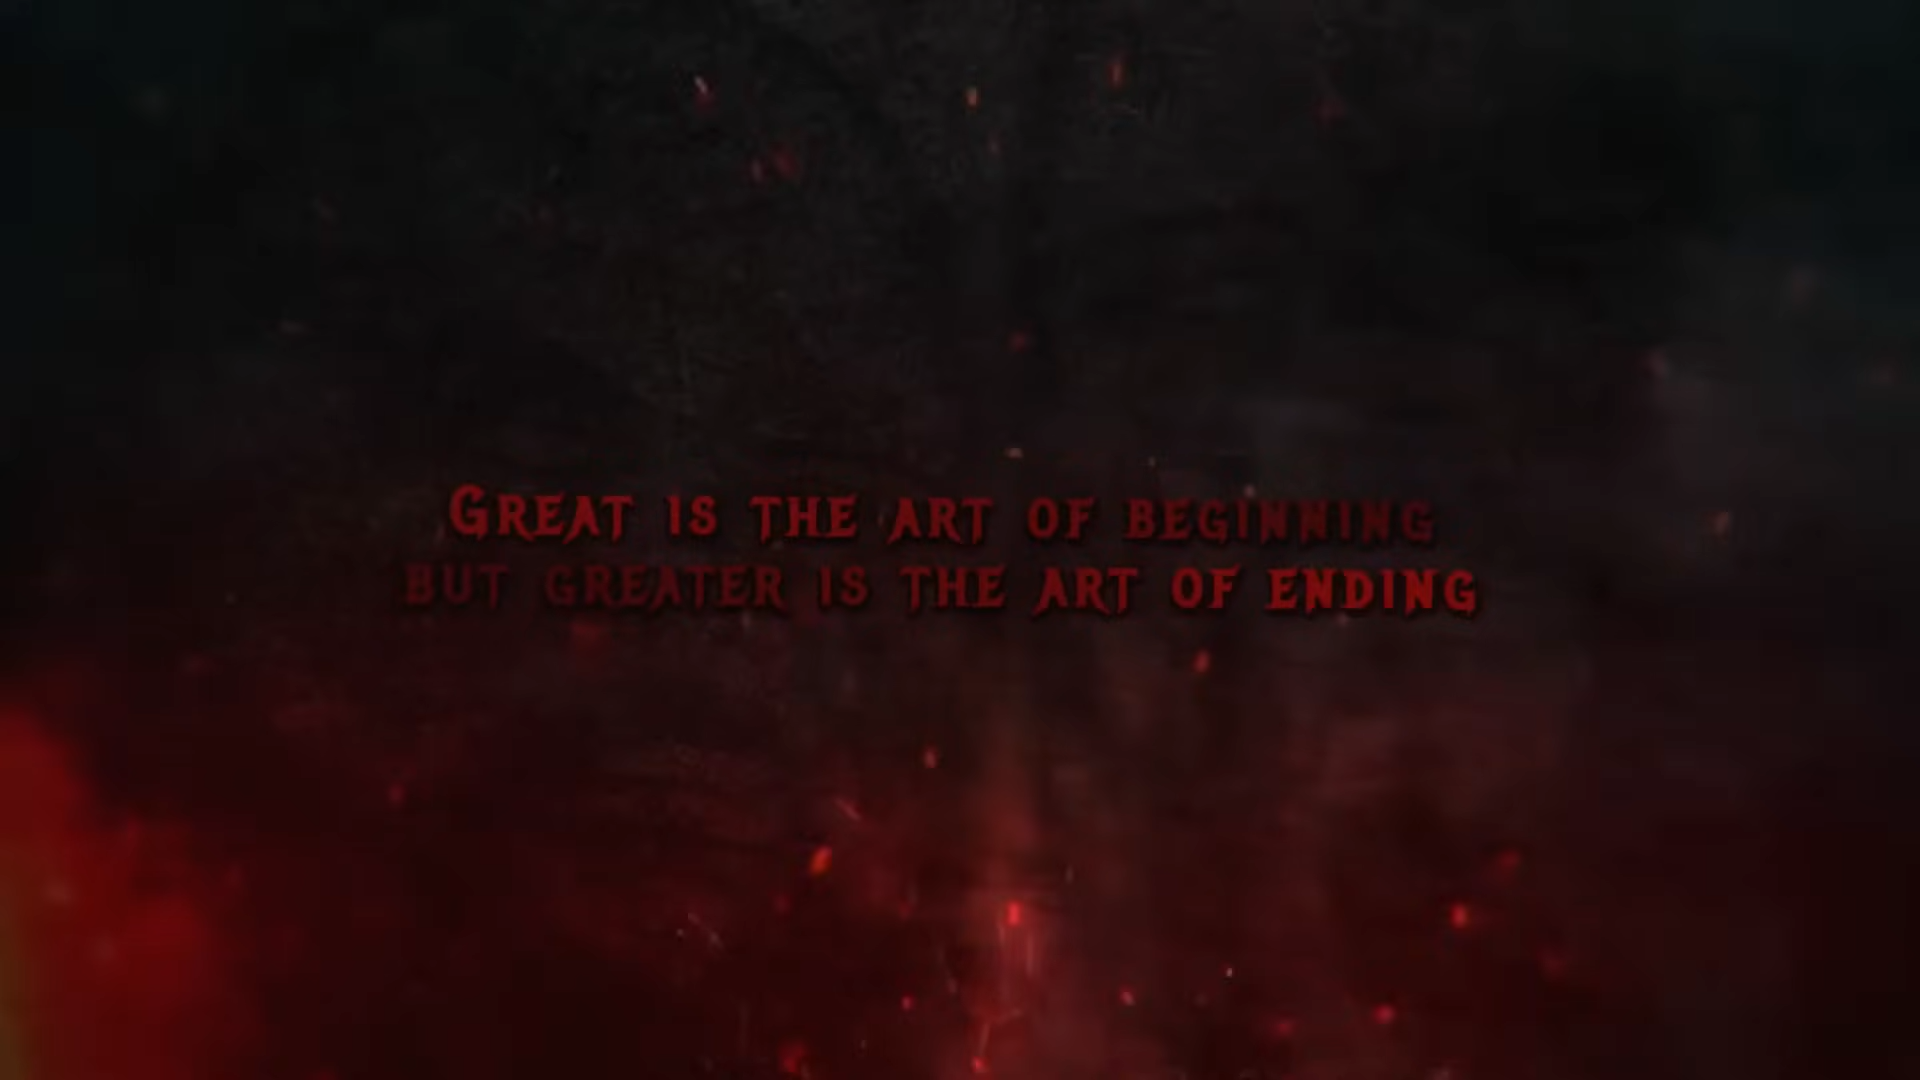 Great is the art of beginning
but greater is the art of ending